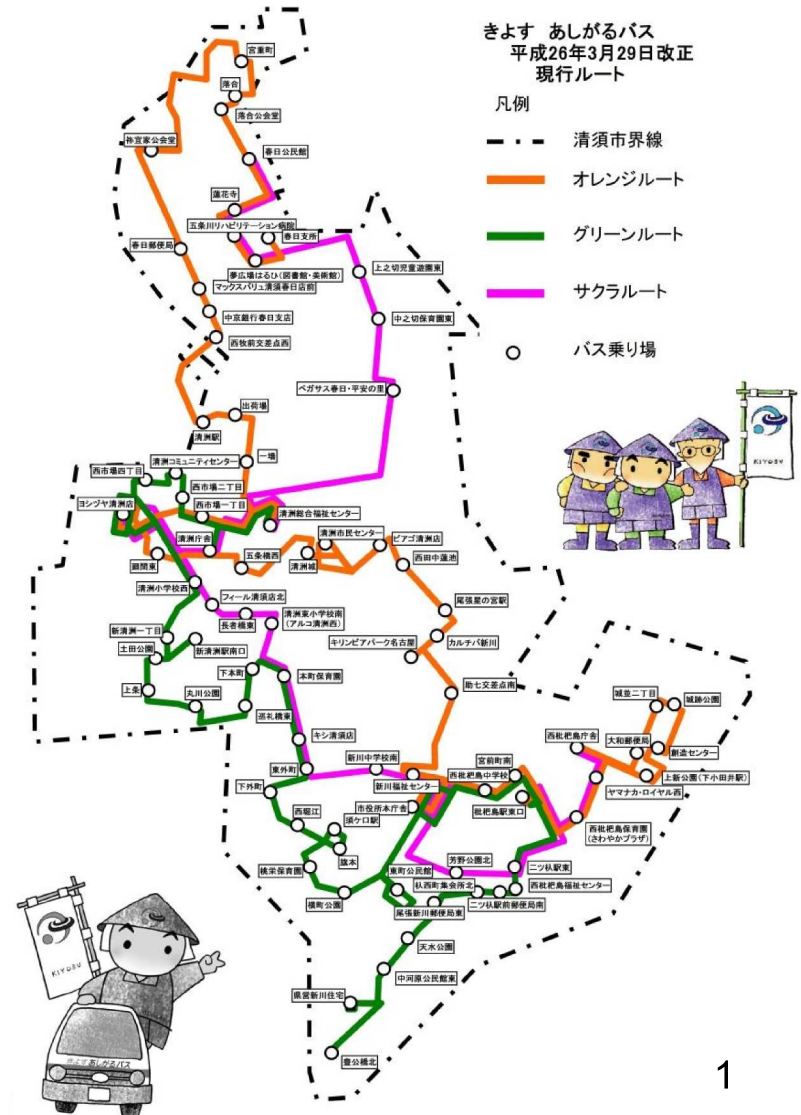 きよす あしがるバス
平成26年3月29日改正
現行ルート
凡例
清須市界線
オレンジルート
グリーンルート
サクラルート
バス乗り場
宮重町
落合
落合公会堂
祢宜家公会堂
春日公民館
蓮花寺
五条川リハビリテーション病院
春日支所
春日郵便局
夢広場はるひ(図書館・美術館)
上之切児童遊園東
マックスバリュ清須春日店前
中京銀行春日支店
中之切保育園東
西牧前交差点西
ペガサス春日・平安の里
出荷場
清洲駅
一場
清洲コミュニティセンター
西市場四丁目
西市場二丁目
ヨシヅヤ清洲店
西市場一丁目
清洲総合福祉センター
清洲市民センター
ピアゴ清洲店
清洲庁舎
五条橋西
清洲城
西田中蓮池
廻間東
清洲小学校西
フィール清須店北
長者橋東
清洲東小学校南
(アルコ清洲西)
尾張星の宮駅
新清洲一丁目
土田公園
新清洲駅南口
キリンビアパーク名古屋
カルチバ新川
下本町
本町保育園
上条
丸川公園
巡礼橋東
助七交差点南
城並二丁目
城跡公園
キシ清須店
西枇杷島庁舎
大和郵便局
創造センター
東外町
新川中学校南
宮前町南
上新公園(下小田井駅)
下外町
新川福祉センター
西枇杷島中学校
ヤマナカ・ロイヤル西
市役所本庁舎
枇杷島駅東口
西堀江
須ケ口駅
西枇杷島保育園
(さわやかプラザ)
旗本
桃栄保育園
東町公民館
芳野公園北
二ツ杁駅東
杁西町集会所北
西枇杷島福祉センター
横町公園
尾張新川郵便局東
二ツ杁駅前郵便局南
天水公園
中河原公民館東
県営新川住宅
豊公橋北
KIYOSU
KIYOSU
きよすあしがるバス
1